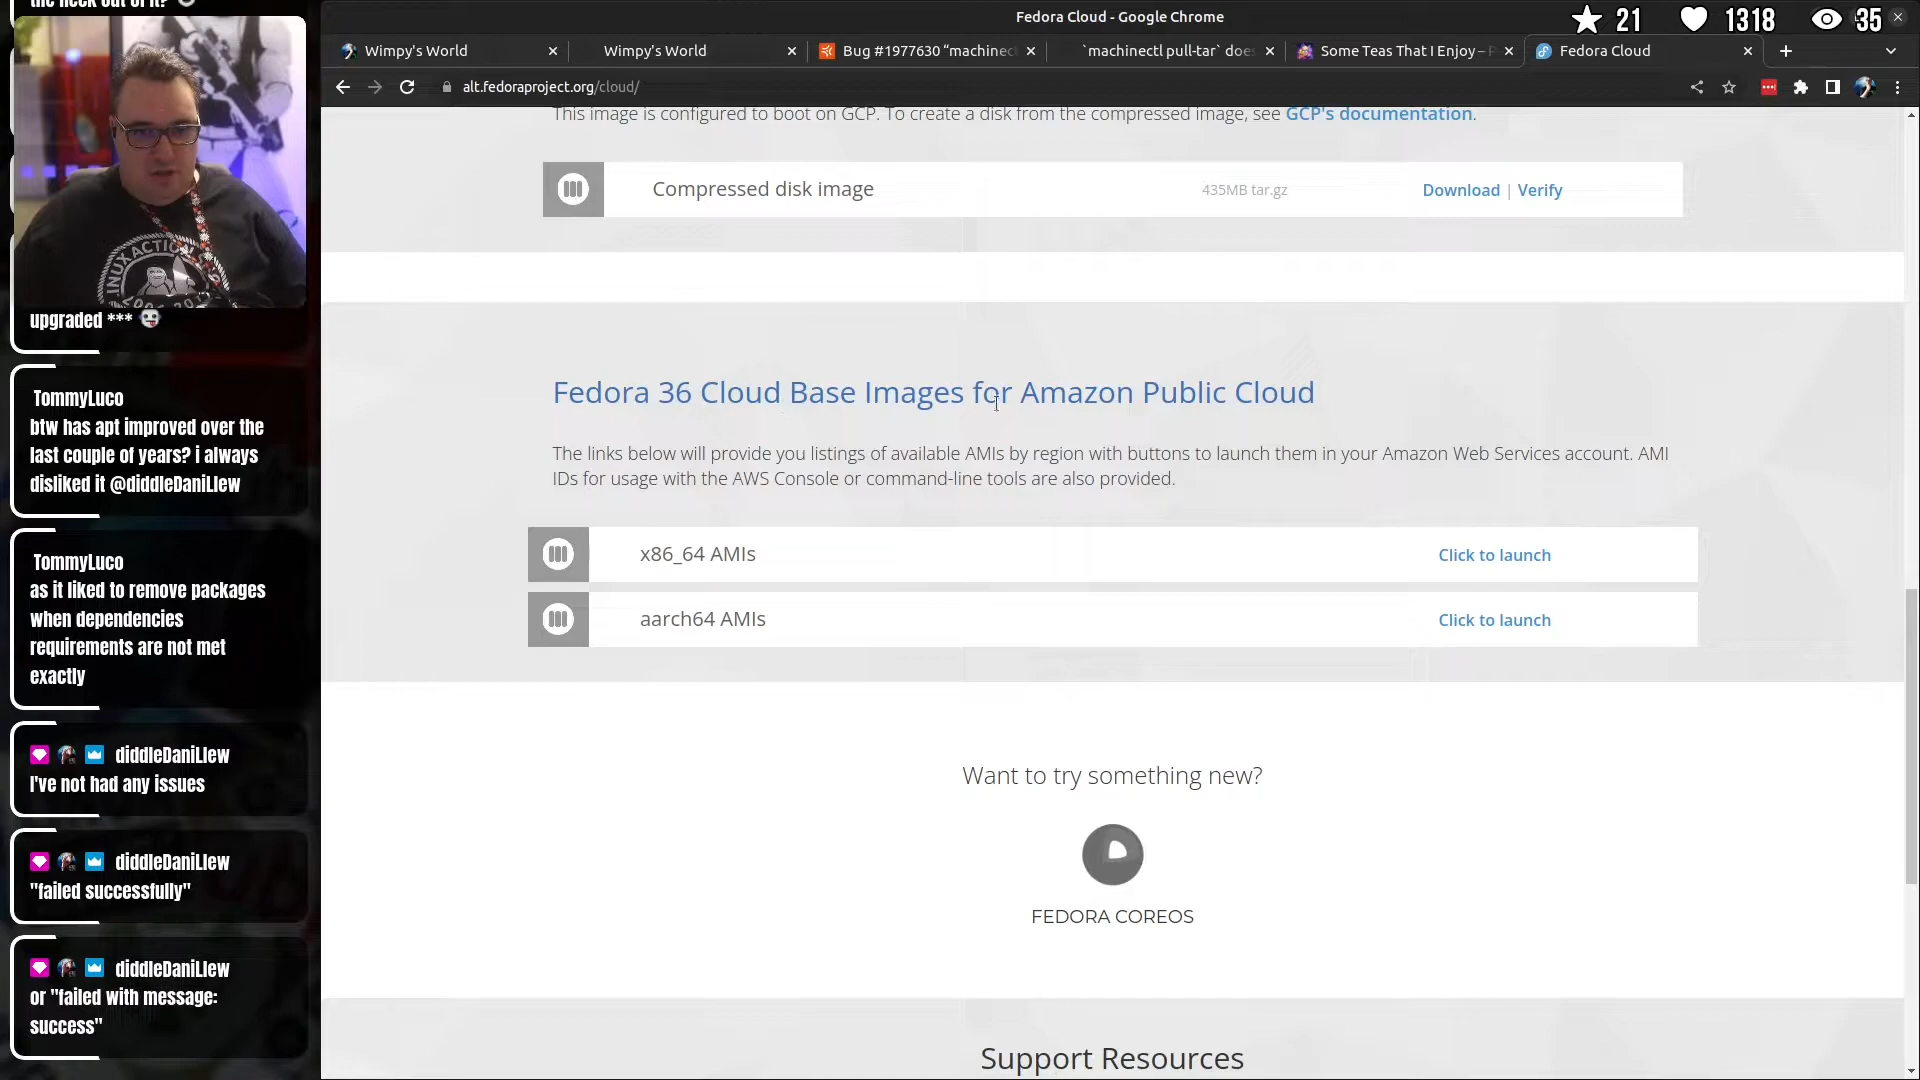 the neck out of it?
upgraded ***
TommyLuco
btw has apt improved over the
last couple of years? i always
disliked it @diddleDaniLlew
TommyLuco
as it liked to remove packages
when dependencies
requirements are not met
exactly
diddleDaniLlew
I've not had any issues
diddleDaniLlew
"failed successfully"
diddleDaniLlew
or "failed with message:
success"
Fedora Cloud - Google Chrome
21 1318 35
Wimpy's World
Wimpy's World
Bug #1977630 “machinec
`machinectl pull-tar` does
Some Teas That I Enjoy –
Fedora Cloud
alt.fedoraproject.org/cloud/
This image is configured to boot on GCP. To create a disk from the compressed image, see GCP's documentation.
Compressed disk image 435MB tar.gz Download | Verify
Fedora 36 Cloud Base Images for Amazon Public Cloud
The links below will provide you listings of available AMIs by region with buttons to launch them in your Amazon Web Services account. AMI
IDs for usage with the AWS Console or command-line tools are also provided.
x86_64 AMIs Click to launch
aarch64 AMIs Click to launch
Want to try something new?
FEDORA COREOS
Support Resources